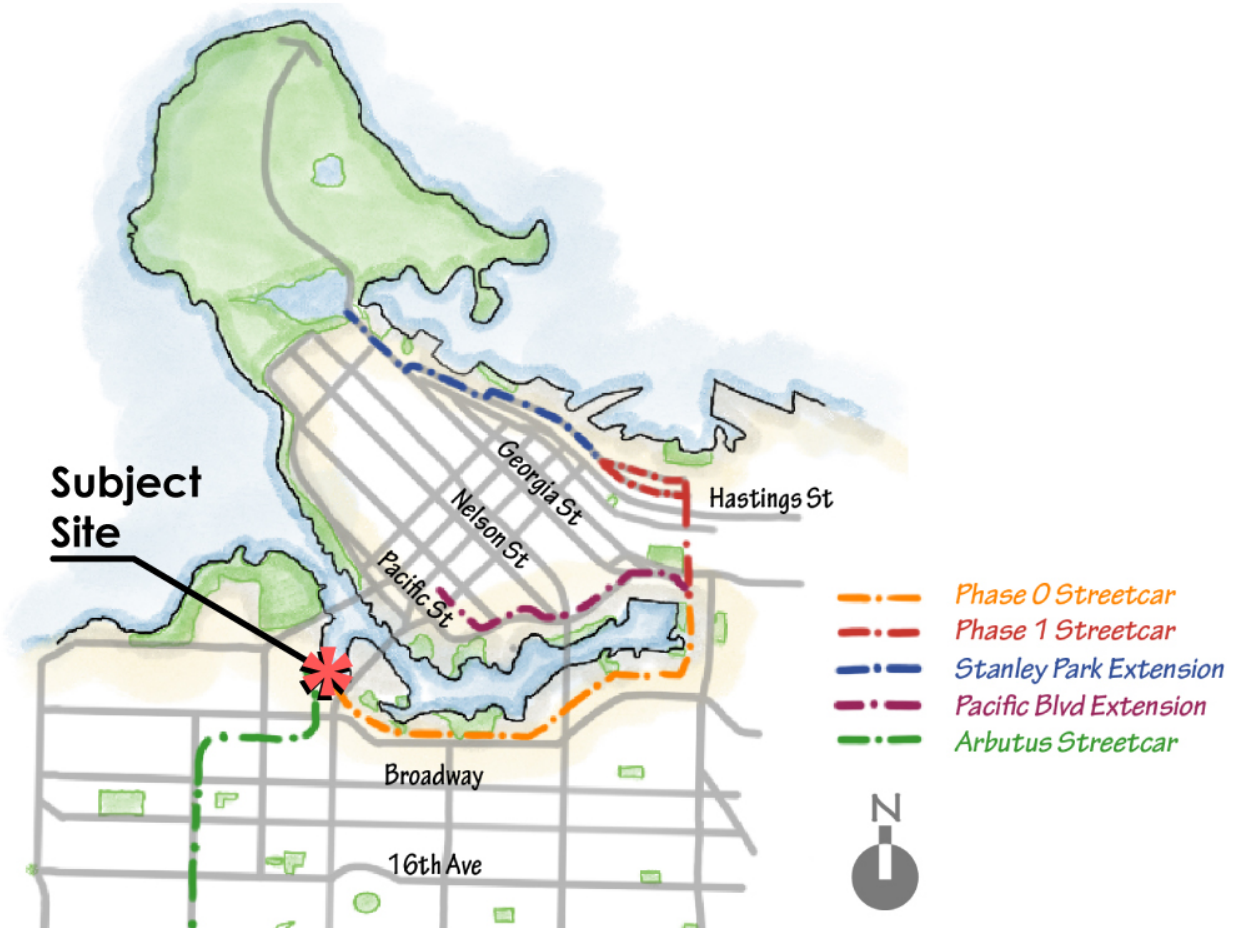 Subject
Site
Georgia St
Nelson St
Pacific St
Hastings St
Broadway
16th Ave
Phase 0 Streetcar
Phase 1 Streetcar
Stanley Park Extension
Pacific Blvd Extension
Arbutus Streetcar
N